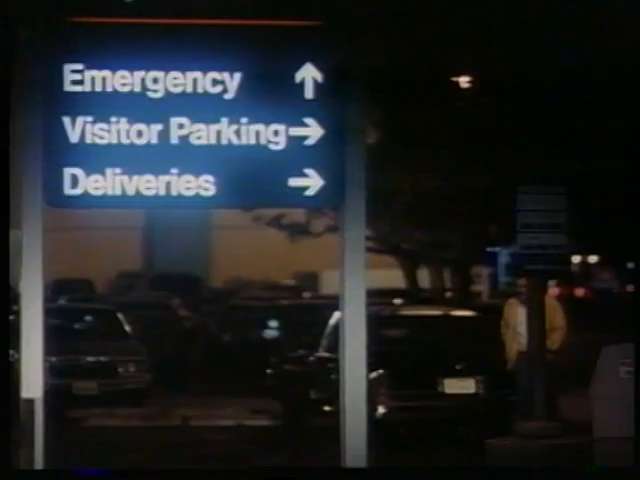 Emergency ↑
Visitor Parking →
Deliveries →